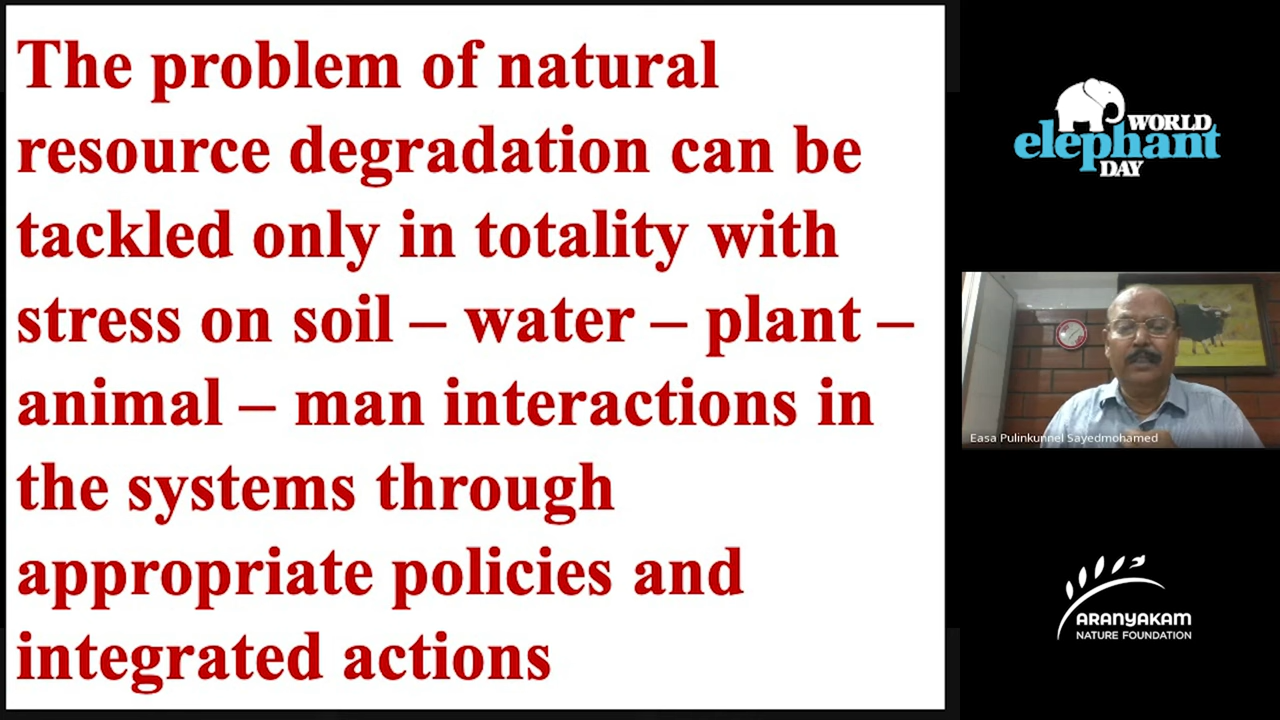 The problem of natural
resource degradation can be
tackled only in totality with
stress on soil – water – plant –
animal – man interactions in
the systems through
appropriate policies and
integrated actions
WORLD
elephant
DAY
Easa Pulinkunnel Sayedmohamed
ARANYAKAM
NATURE FOUNDATION